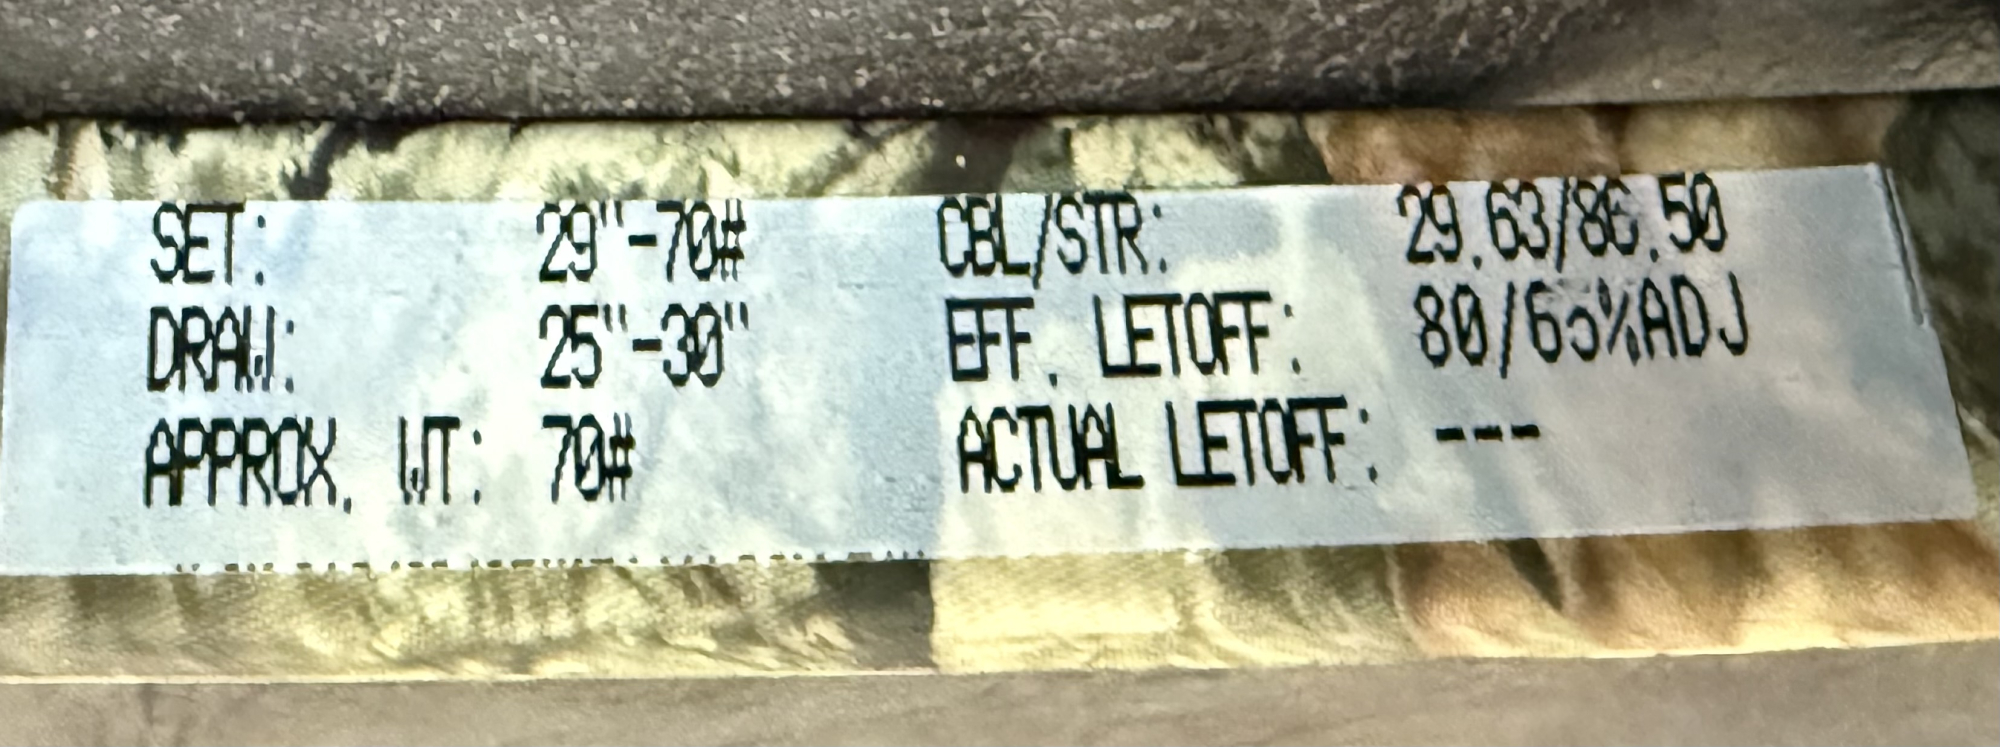 SET: 29"-70# CBL/STR: 29.63/86.50
DRAW: 25"-30" EFF. LETOFF: 80/65%ADJ
APPROX. WT: 70# ACTUAL LETOFF: ---